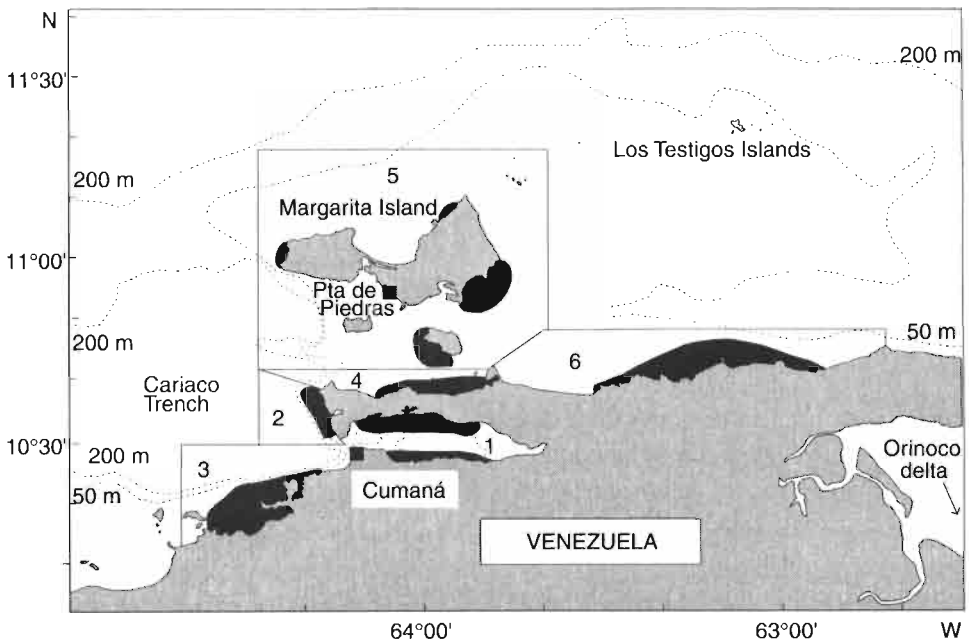 N
200 m
11°30'
Los Testigos Islands
200 m
5
Margarita Island
11°00'
Pta de
Piedras
200 m
50 m
6
4
Cariaco
Trench
2
10°30'
1
Orinoco
delta
200 m
3
50 m
Cumaná
VENEZUELA
64°00'
63°00'
W